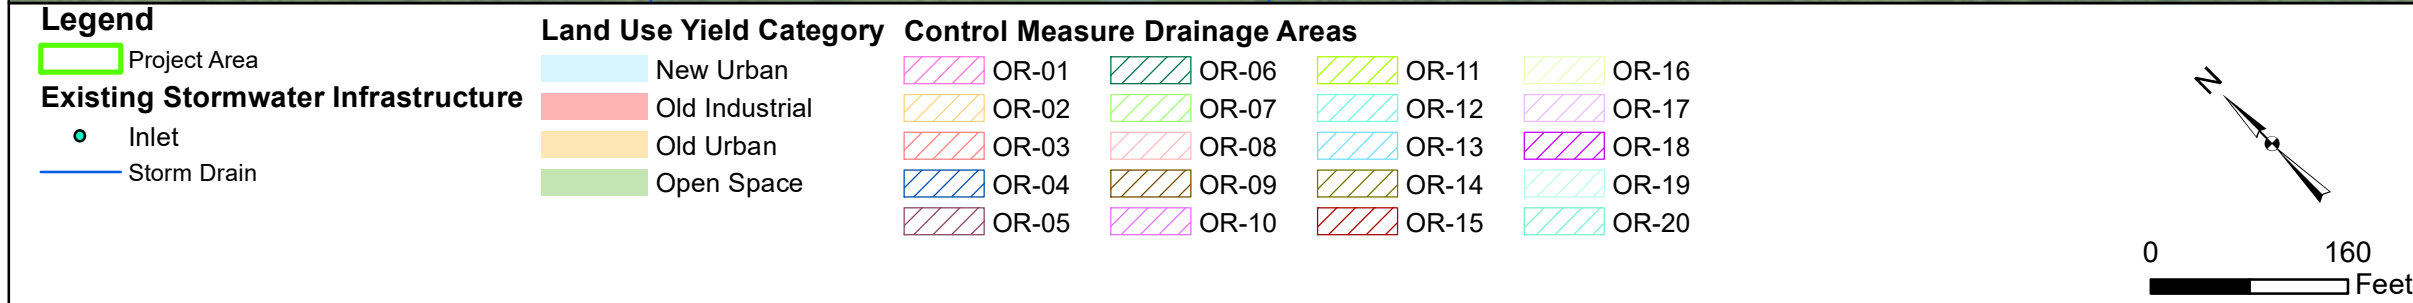 Legend
Project Area
Existing Stormwater Infrastructure
Inlet
Storm Drain
Land Use Yield Category
New Urban
Old Industrial
Old Urban
Open Space
Control Measure Drainage Areas
OR-01
OR-02
OR-03
OR-04
OR-05
OR-06
OR-07
OR-08
OR-09
OR-10
OR-11
OR-12
OR-13
OR-14
OR-15
OR-16
OR-17
OR-18
OR-19
OR-20
N
0 160
Feet